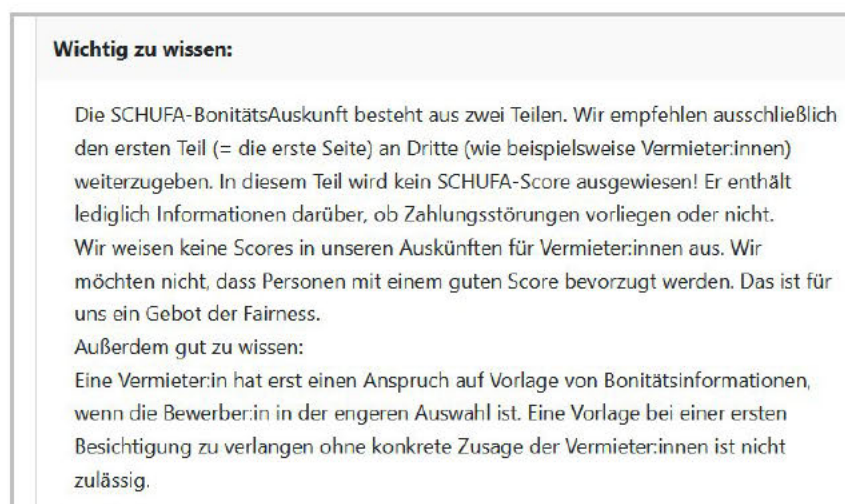 Wichtig zu wissen:
Die SCHUFA-BonitätsAuskunft besteht aus zwei Teilen. Wir empfehlen ausschließlich
den ersten Teil (= die erste Seite) an Dritte (wie beispielsweise Vermieter:innen)
weiterzugeben. In diesem Teil wird kein SCHUFA-Score ausgewiesen! Er enthält
lediglich Informationen darüber, ob Zahlungsstörungen vorliegen oder nicht.
Wir weisen keine Scores in unseren Auskünften für Vermieter:innen aus. Wir
möchten nicht, dass Personen mit einem guten Score bevorzugt werden. Das ist für
uns ein Gebot der Fairness.
Außerdem gut zu wissen:
Eine Vermieter:in hat erst einen Anspruch auf Vorlage von Bonitätsinformationen,
wenn die Bewerber:in in der engeren Auswahl ist. Eine Vorlage bei einer ersten
Besichtigung zu verlangen ohne konkrete Zusage der Vermieter:innen ist nicht
zulässig.